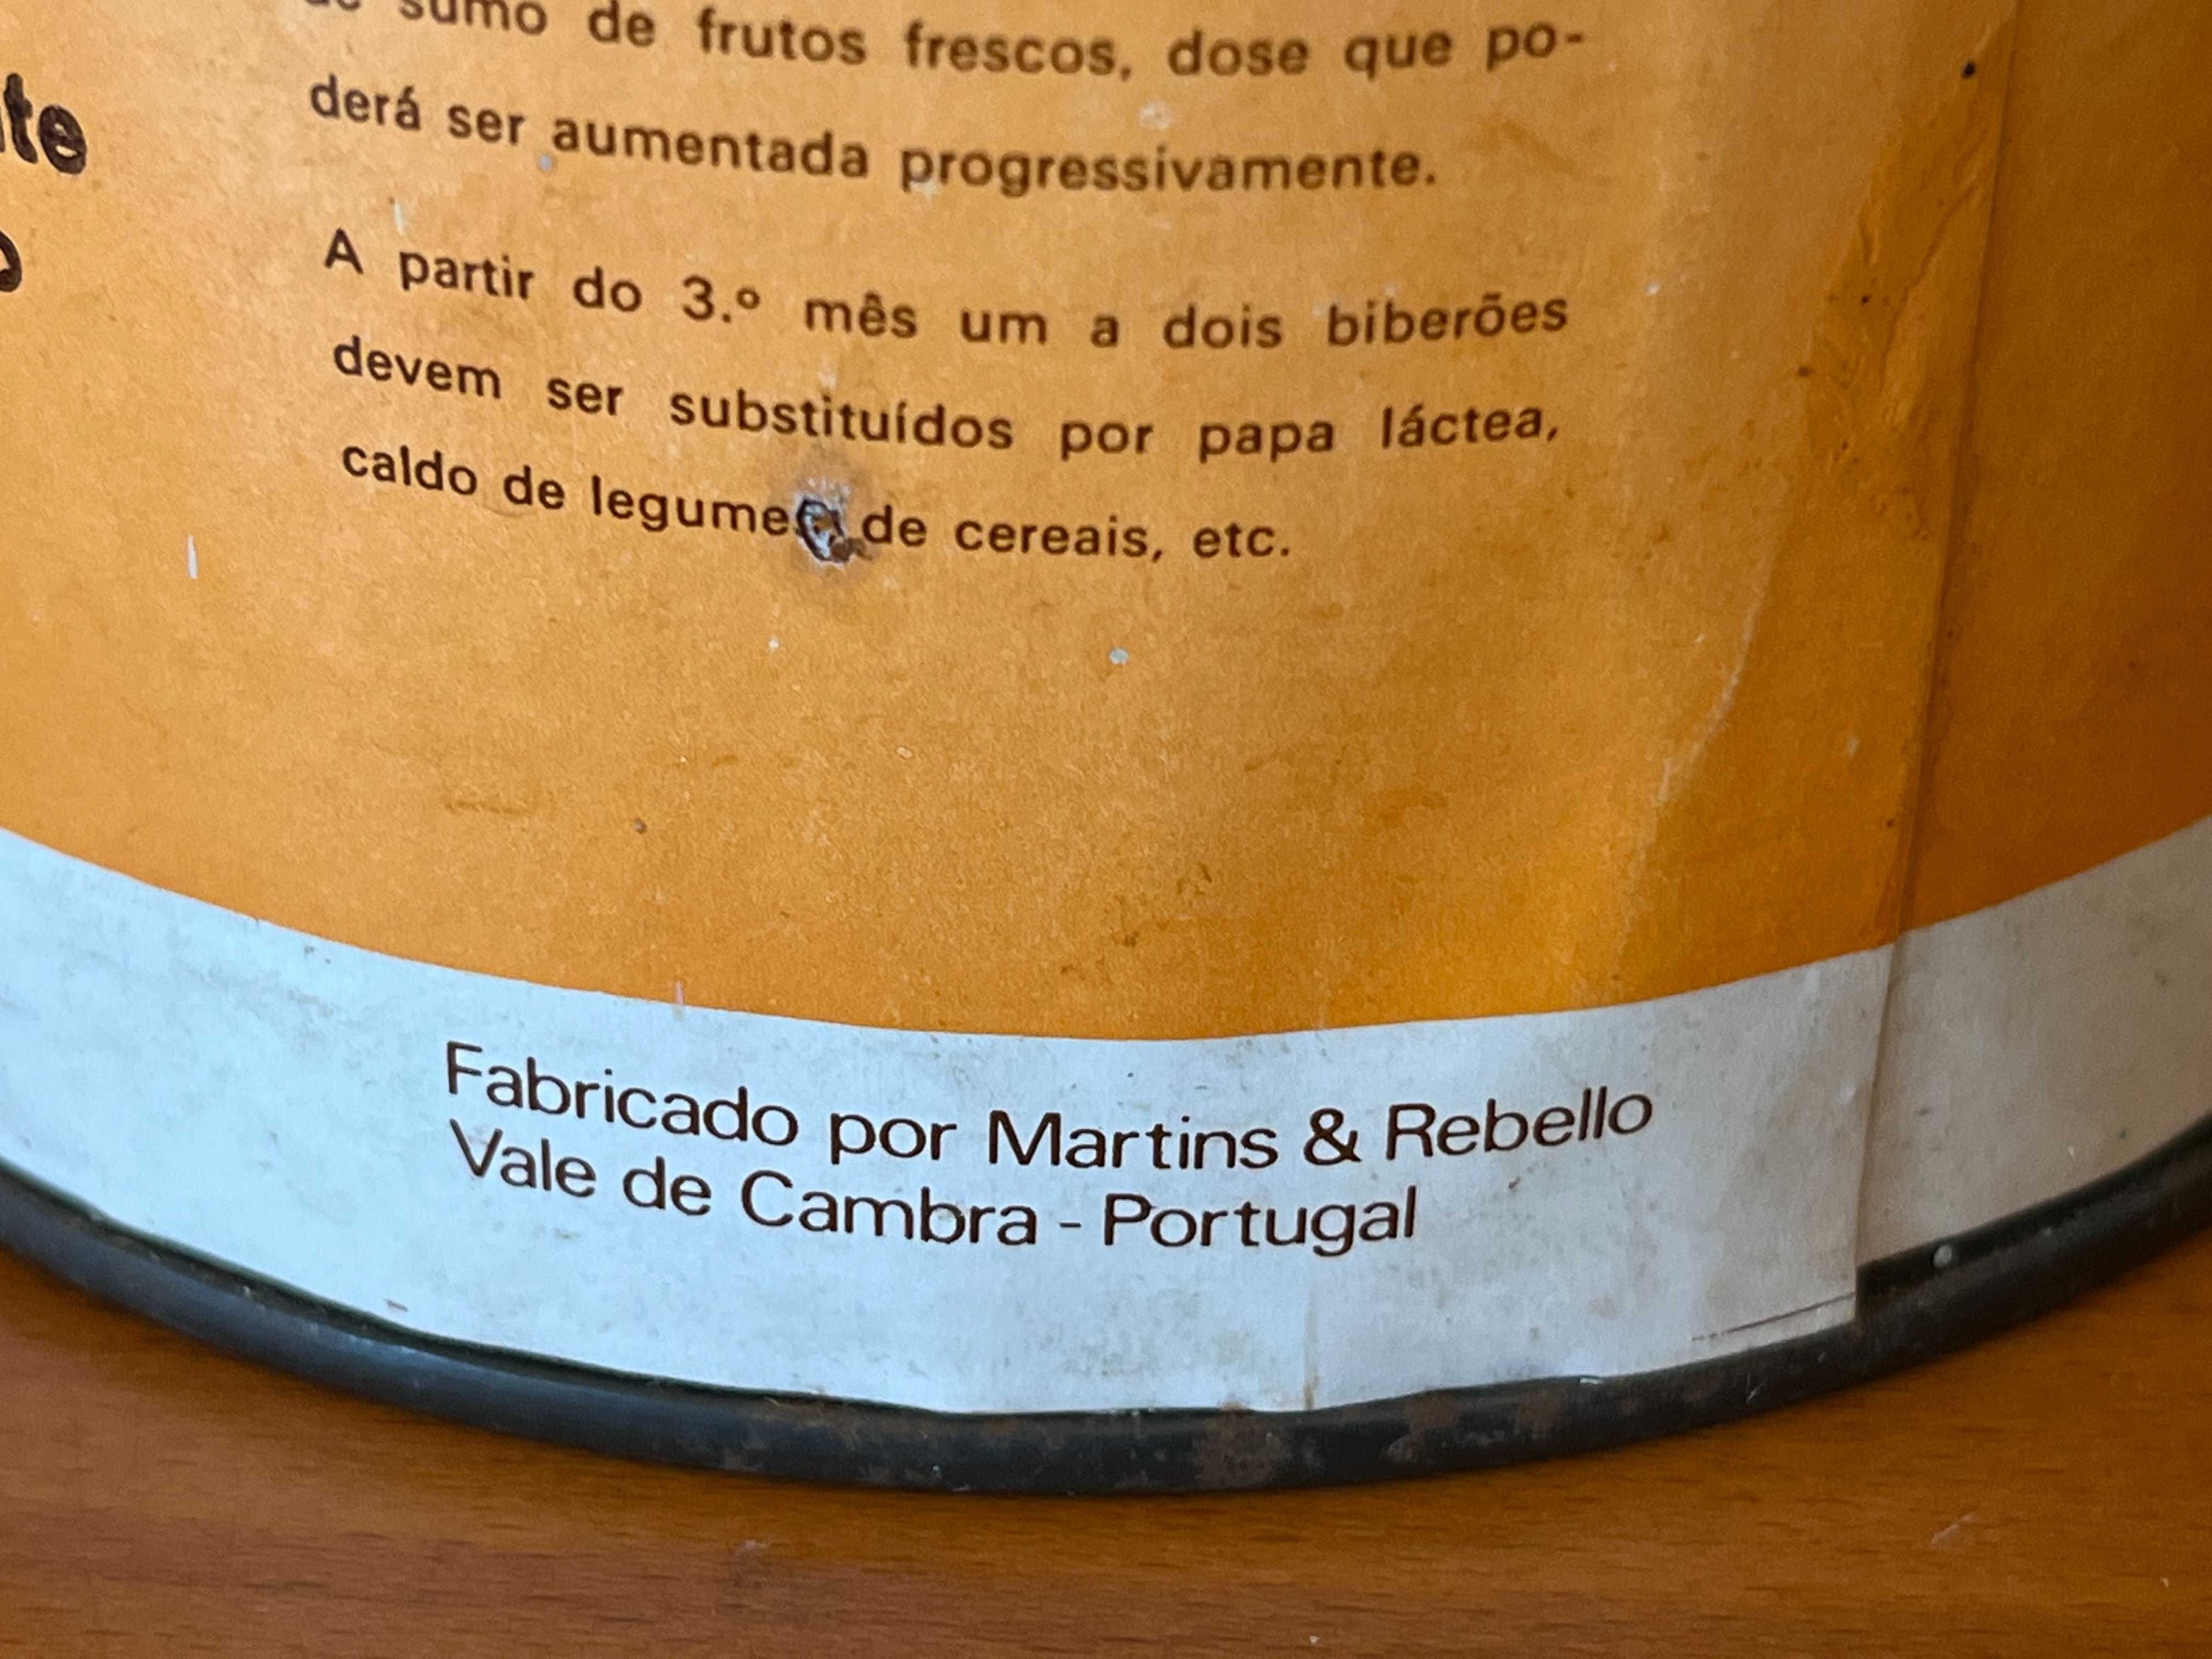 sumo de frutos frescos, dose que po-
derá ser aumentada progressivamente.
A partir do 3.º mês um a dois biberões
devem ser substituídos por papa láctea,
caldo de legumes de cereais, etc.
Fabricado por Martins & Rebello
Vale de Cambra - Portugal